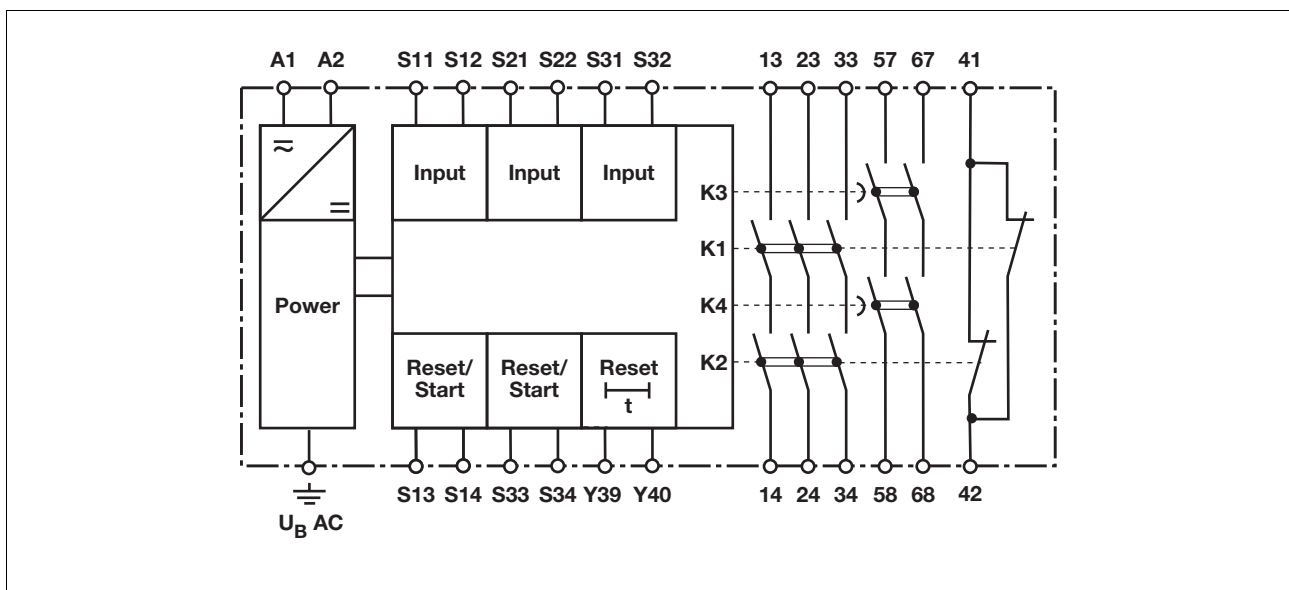 A1 A2 S11 S12 S21 S22 S31 S32 13 23 33 57 67 41
Input Input Input
K3
K1
Power
K4
K2
Reset/ Reset/ Reset
Start Start t
S13 S14 S33 S34 Y39 Y40 14 24 34 58 68 42
UB AC